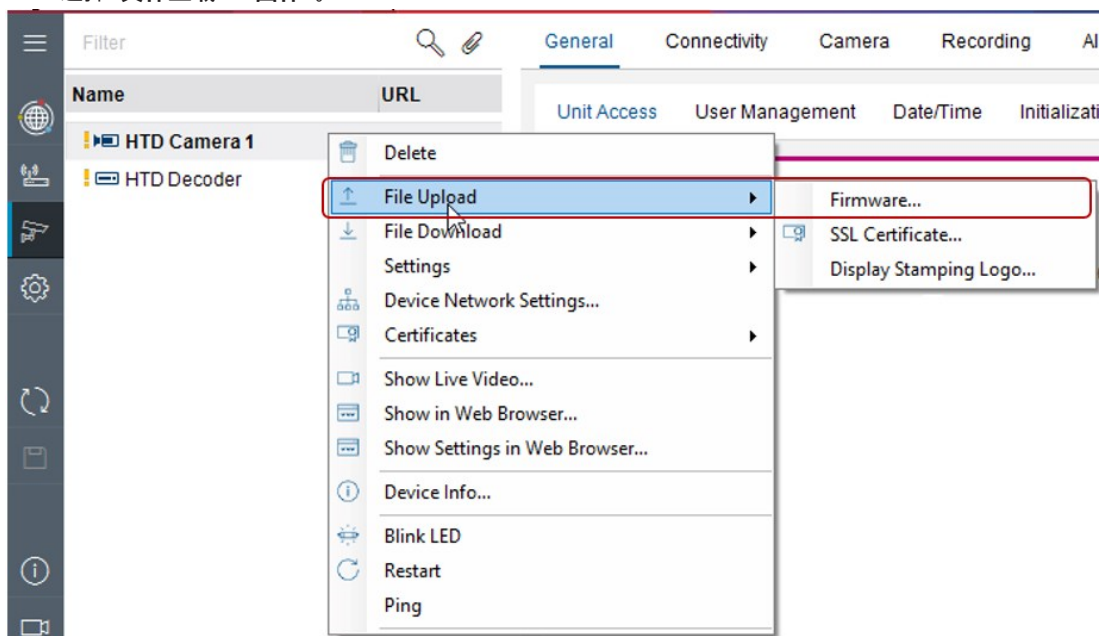 Filter
General Connectivity Camera Recording Al
Name URL
Unit Access User Management Date/Time Initializati
HTD Camera 1
HTD Decoder
Delete
File Upload
Firmware...
File Download
SSL Certificate...
Settings
Display Stamping Logo...
Device Network Settings...
Certificates
Show Live Video...
Show in Web Browser...
Show Settings in Web Browser...
Device Info...
Blink LED
Restart
Ping